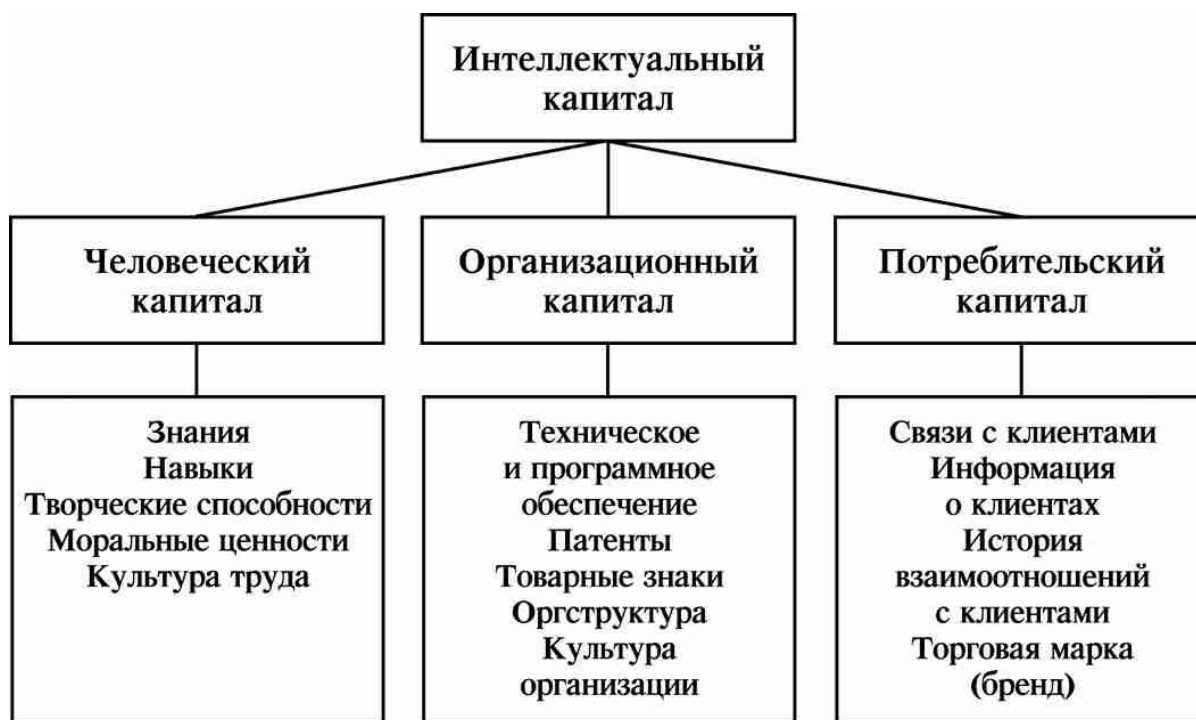 Интеллектуальный
капитал
Человеческий
капитал
Организационный
капитал
Потребительский
капитал
Знания
Навыки
Творческие способности
Моральные ценности
Культура труда
Техническое
и программное
обеспечение
Патенты
Товарные знаки
Оргструктура
Культура
организации
Связи с клиентами
Информация
о клиентах
История
взаимоотношений
с клиентами
Торговая марка
(бренд)